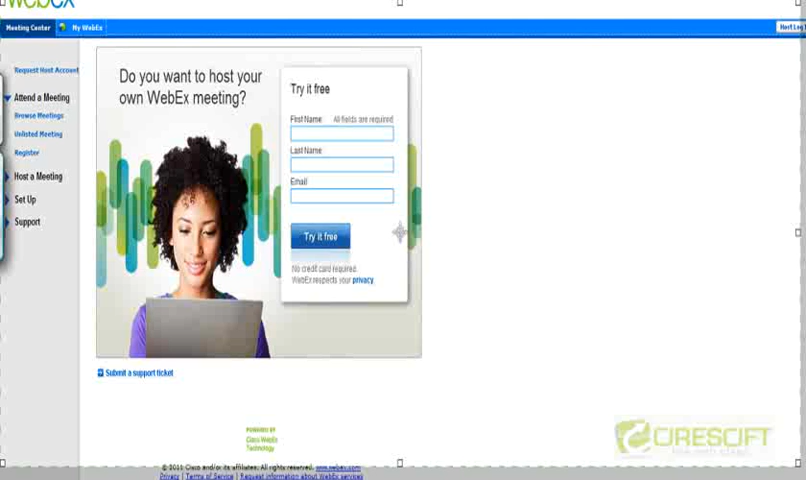 webex
Meeting Center
My WebEx
Host Log
Request Host Account
Attend a Meeting
Browse Meetings
Unlisted Meeting
Register
Host a Meeting
Set Up
Support
Do you want to host your
own WebEx meeting?
Try it free
First Name All fields are required
Last Name
Email
Try it free
No credit card required.
WebEx respects your privacy
Submit a support ticket
POWERED BY
Cisco WebEx
Technology
© 2011 Cisco and/or its affiliates. All rights reserved. www.webex.com
Privacy | Terms of Service | Request information about WebEx services